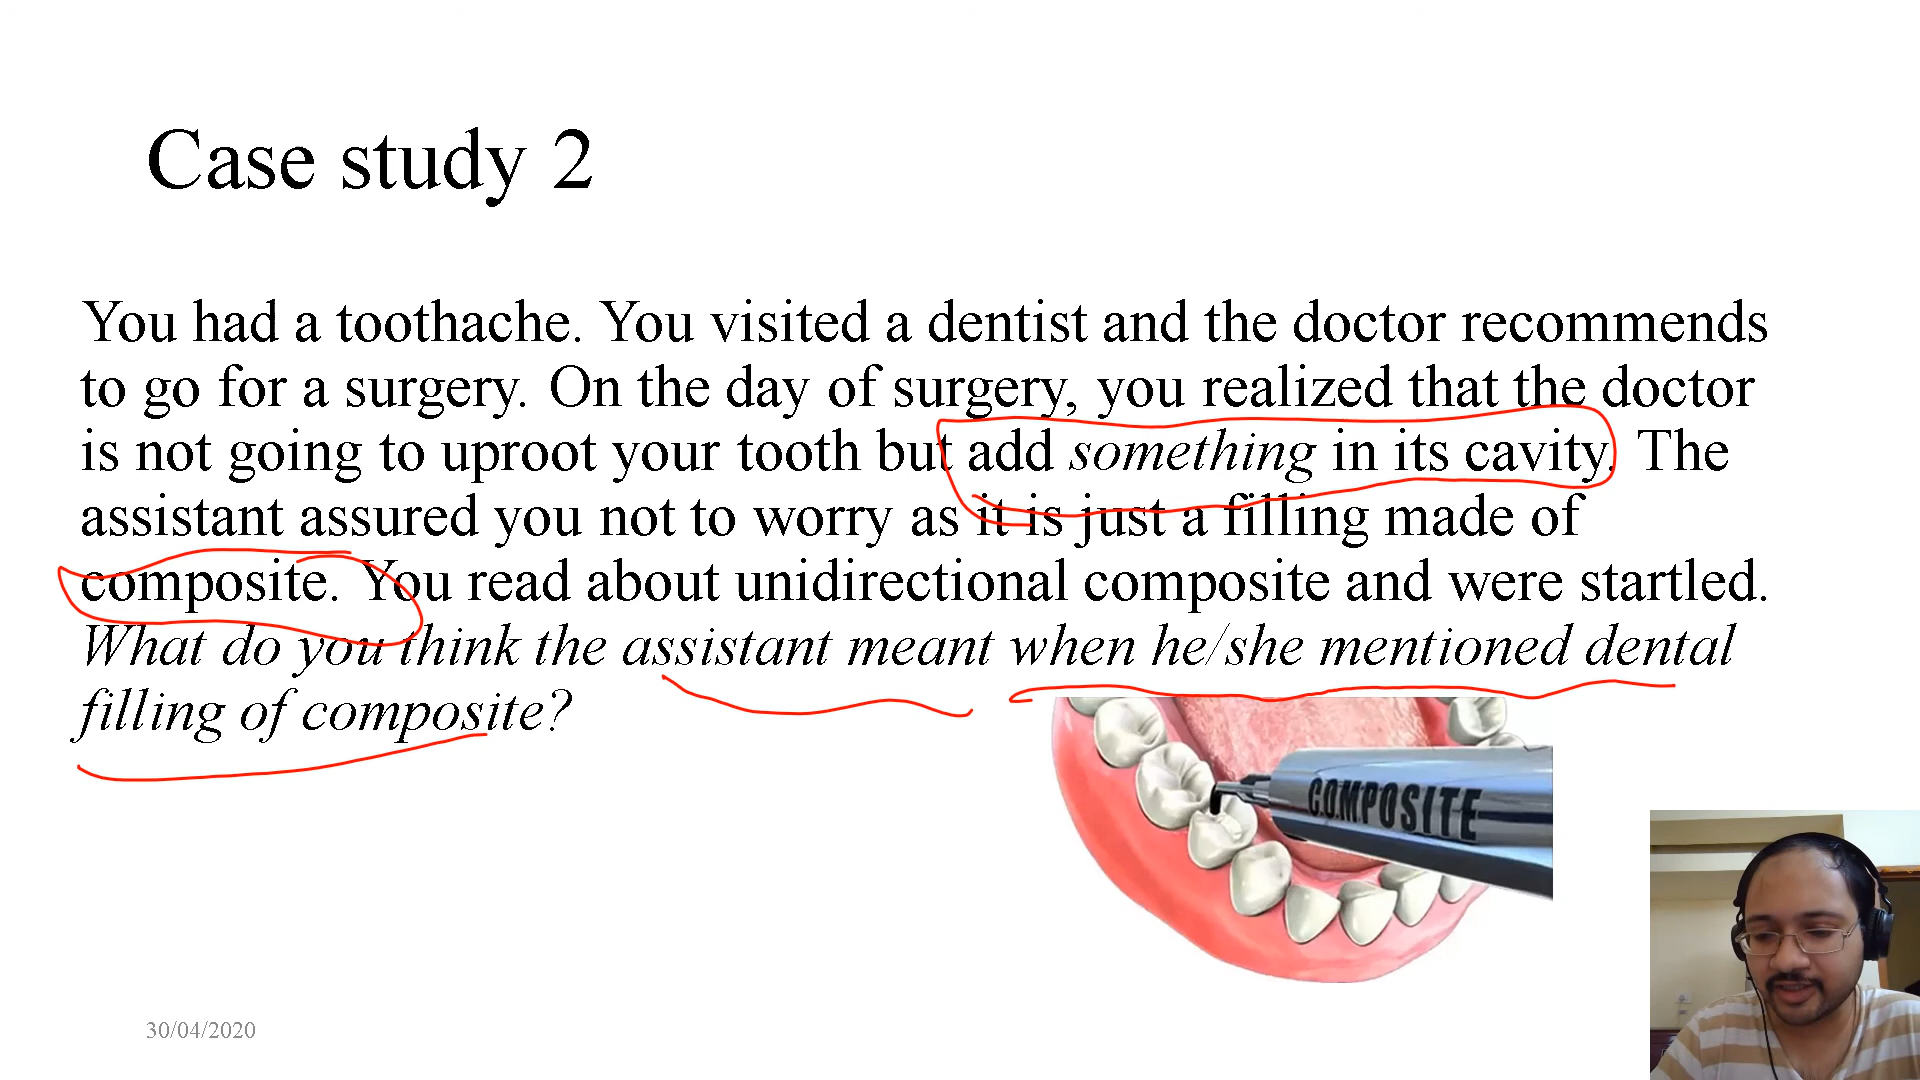 Case study 2
You had a toothache. You visited a dentist and the doctor recommends
to go for a surgery. On the day of surgery, you realized that the doctor
is not going to uproot your tooth but add something in its cavity. The
assistant assured you not to worry as it is just a filling made of
composite. You read about unidirectional composite and were startled.
What do you think the assistant meant when he/she mentioned dental
filling of composite?
COMPOSITE
30/04/2020